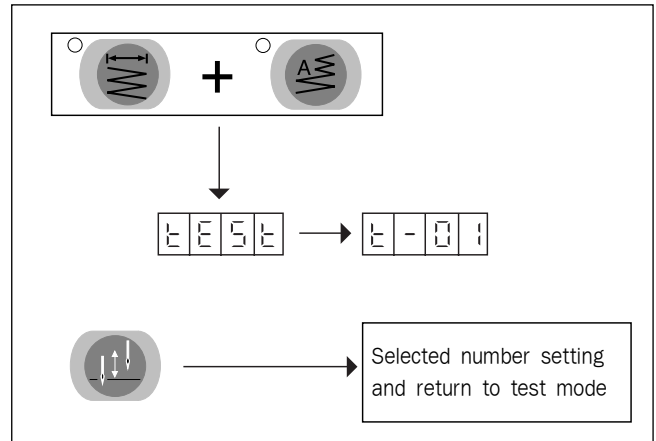 + A
tESt t-01
Selected number setting
and return to test mode